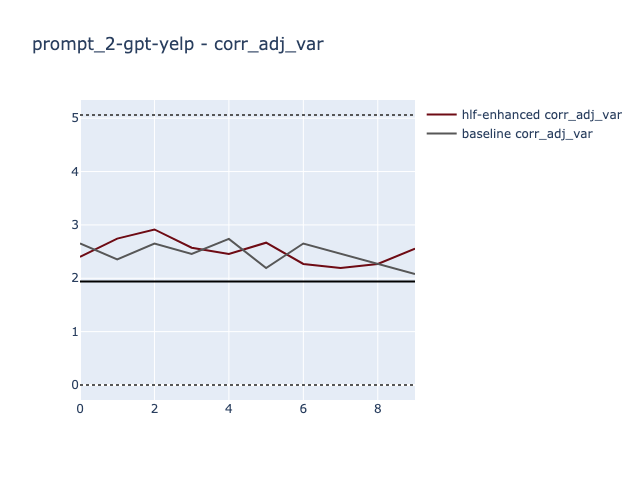 prompt_2-gpt-yelp - corr_adj_var
hlf-enhanced corr_adj_var
baseline corr_adj_var
5
4
3
2
1
0
0 2 4 6 8